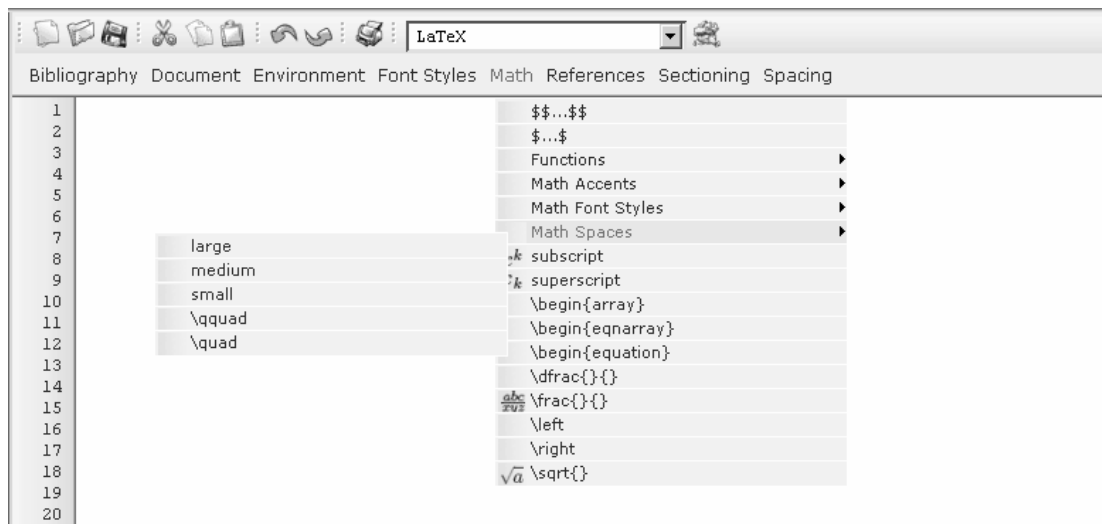 LaTeX
Bibliography Document Environment Font Styles Math References Sectioning Spacing
1
2
3
4
5
6
7
8
9
10
11
12
13
14
15
16
17
18
19
20
$$...$$
$...$
Functions
Math Accents
Math Font Styles
Math Spaces
subscript
superscript
\begin{array}
\begin{eqnarray}
\begin{equation}
\dfrac{}{}
abc/xyz \frac{}{}
\left
\right
√a \sqrt{}
large
medium
small
\qquad
\quad